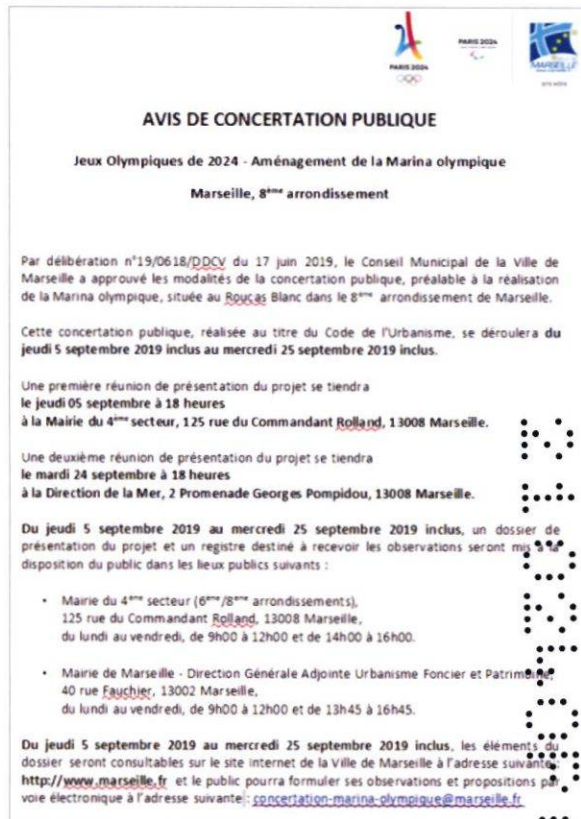 PARIS 2024
PARIS 2024
MARSEILLE
AVIS DE CONCERTATION PUBLIQUE
Jeux Olympiques de 2024 - Aménagement de la Marina olympique
Marseille, 8ème arrondissement
Par délibération n°19/0618/DDCV du 17 juin 2019, le Conseil Municipal de la Ville de
Marseille a approuvé les modalités de la concertation publique, préalable à la réalisation
de la Marina olympique, située au Roucas Blanc dans le 8ème arrondissement de Marseille.
Cette concertation publique, réalisée au titre du Code de l'Urbanisme, se déroulera du
jeudi 5 septembre 2019 inclus au mercredi 25 septembre 2019 inclus.
Une première réunion de présentation du projet se tiendra
le jeudi 05 septembre à 18 heures
à la Mairie du 4ème secteur, 125 rue du Commandant Rolland, 13008 Marseille.
Une deuxième réunion de présentation du projet se tiendra
le mardi 24 septembre à 18 heures
à la Direction de la Mer, 2 Promenade Georges Pompidou, 13008 Marseille.
Du jeudi 5 septembre 2019 au mercredi 25 septembre 2019 inclus, un dossier de
présentation du projet et un registre destiné à recevoir les observations seront mis à la
disposition du public dans les lieux publics suivants :
• Mairie du 4ème secteur (6ème/8ème arrondissements),
125 rue du Commandant Rolland, 13008 Marseille,
du lundi au vendredi, de 9h00 à 12h00 et de 14h00 à 16h00.
• Mairie de Marseille - Direction Générale Adjointe Urbanisme Foncier et Patrimoine,
40 rue Fauchier, 13002 Marseille,
du lundi au vendredi, de 9h00 à 12h00 et de 13h45 à 16h45.
Du jeudi 5 septembre 2019 au mercredi 25 septembre 2019 inclus, les éléments du
dossier seront consultables sur le site internet de la Ville de Marseille à l'adresse suivante :
http://www.marseille.fr et le public pourra formuler ses observations et propositions par
voie électronique à l'adresse suivante : concertation-marina-olympique@marseille.fr